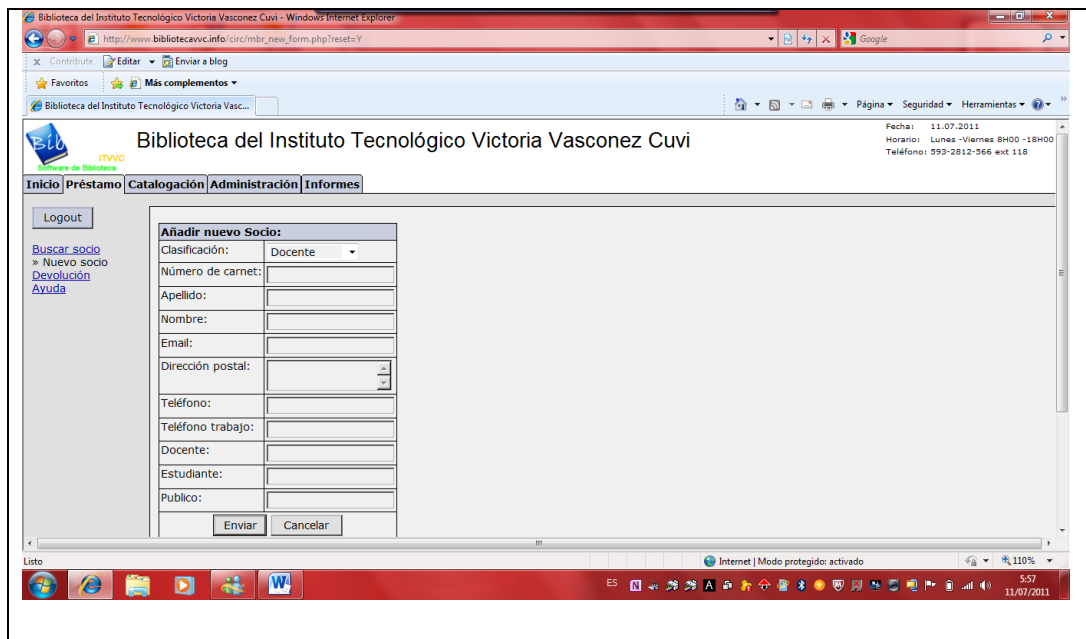 Biblioteca del Instituto Tecnológico Victoria Vasconez Cuvi - Windows Internet Explorer
http://www.bibliotecavvc.info/circ/mbr_new_form.php?reset=Y
Google
x Contribute Editar Enviar a blog
Favoritos Más complementos
Biblioteca del Instituto Tecnológico Victoria Vasc...
Página Seguridad Herramientas
Bib
ITVVC
Software de Biblioteca
Biblioteca del Instituto Tecnológico Victoria Vasconez Cuvi
Fecha: 11.07.2011
Horario: Lunes -Viernes 8H00 -18H00
Teléfono: 593-2812-566 ext 118
Inicio Préstamo Catalogación Administración Informes
Logout
Buscar socio
» Nuevo socio
Devolución
Ayuda
Añadir nuevo Socio:
Clasificación: Docente
Número de carnet:
Apellido:
Nombre:
Email:
Dirección postal:
Teléfono:
Teléfono trabajo:
Docente:
Estudiante:
Publico:
Enviar Cancelar
Listo
Internet | Modo protegido: activado
110%
ES
5:57
11/07/2011